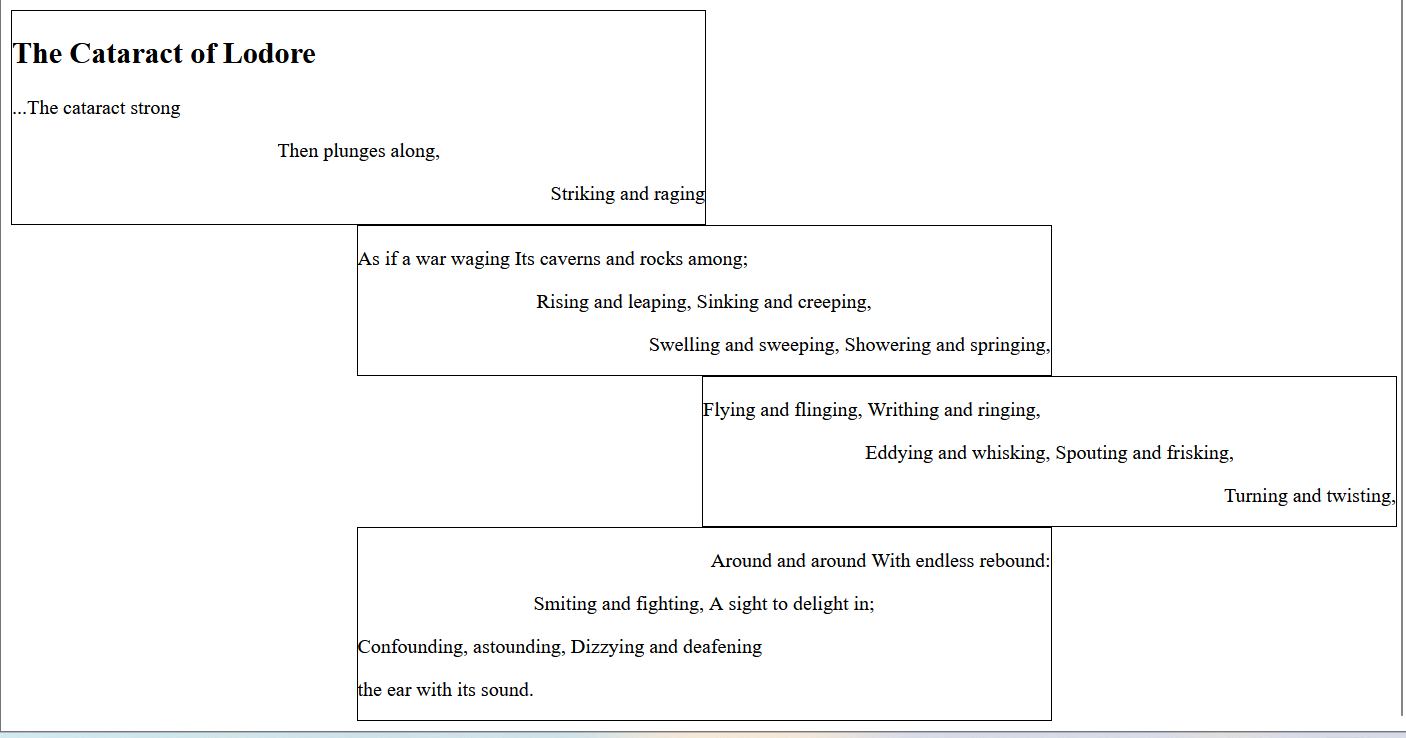 The Cataract of Lodore
...The cataract strong
Then plunges along,
Striking and raging
As if a war waging Its caverns and rocks among;
Rising and leaping, Sinking and creeping,
Swelling and sweeping, Showering and springing,
Flying and flinging, Writhing and ringing,
Eddying and whisking, Spouting and frisking,
Turning and twisting,
Around and around With endless rebound:
Smiting and fighting, A sight to delight in;
Confounding, astounding, Dizzying and deafening
the ear with its sound.